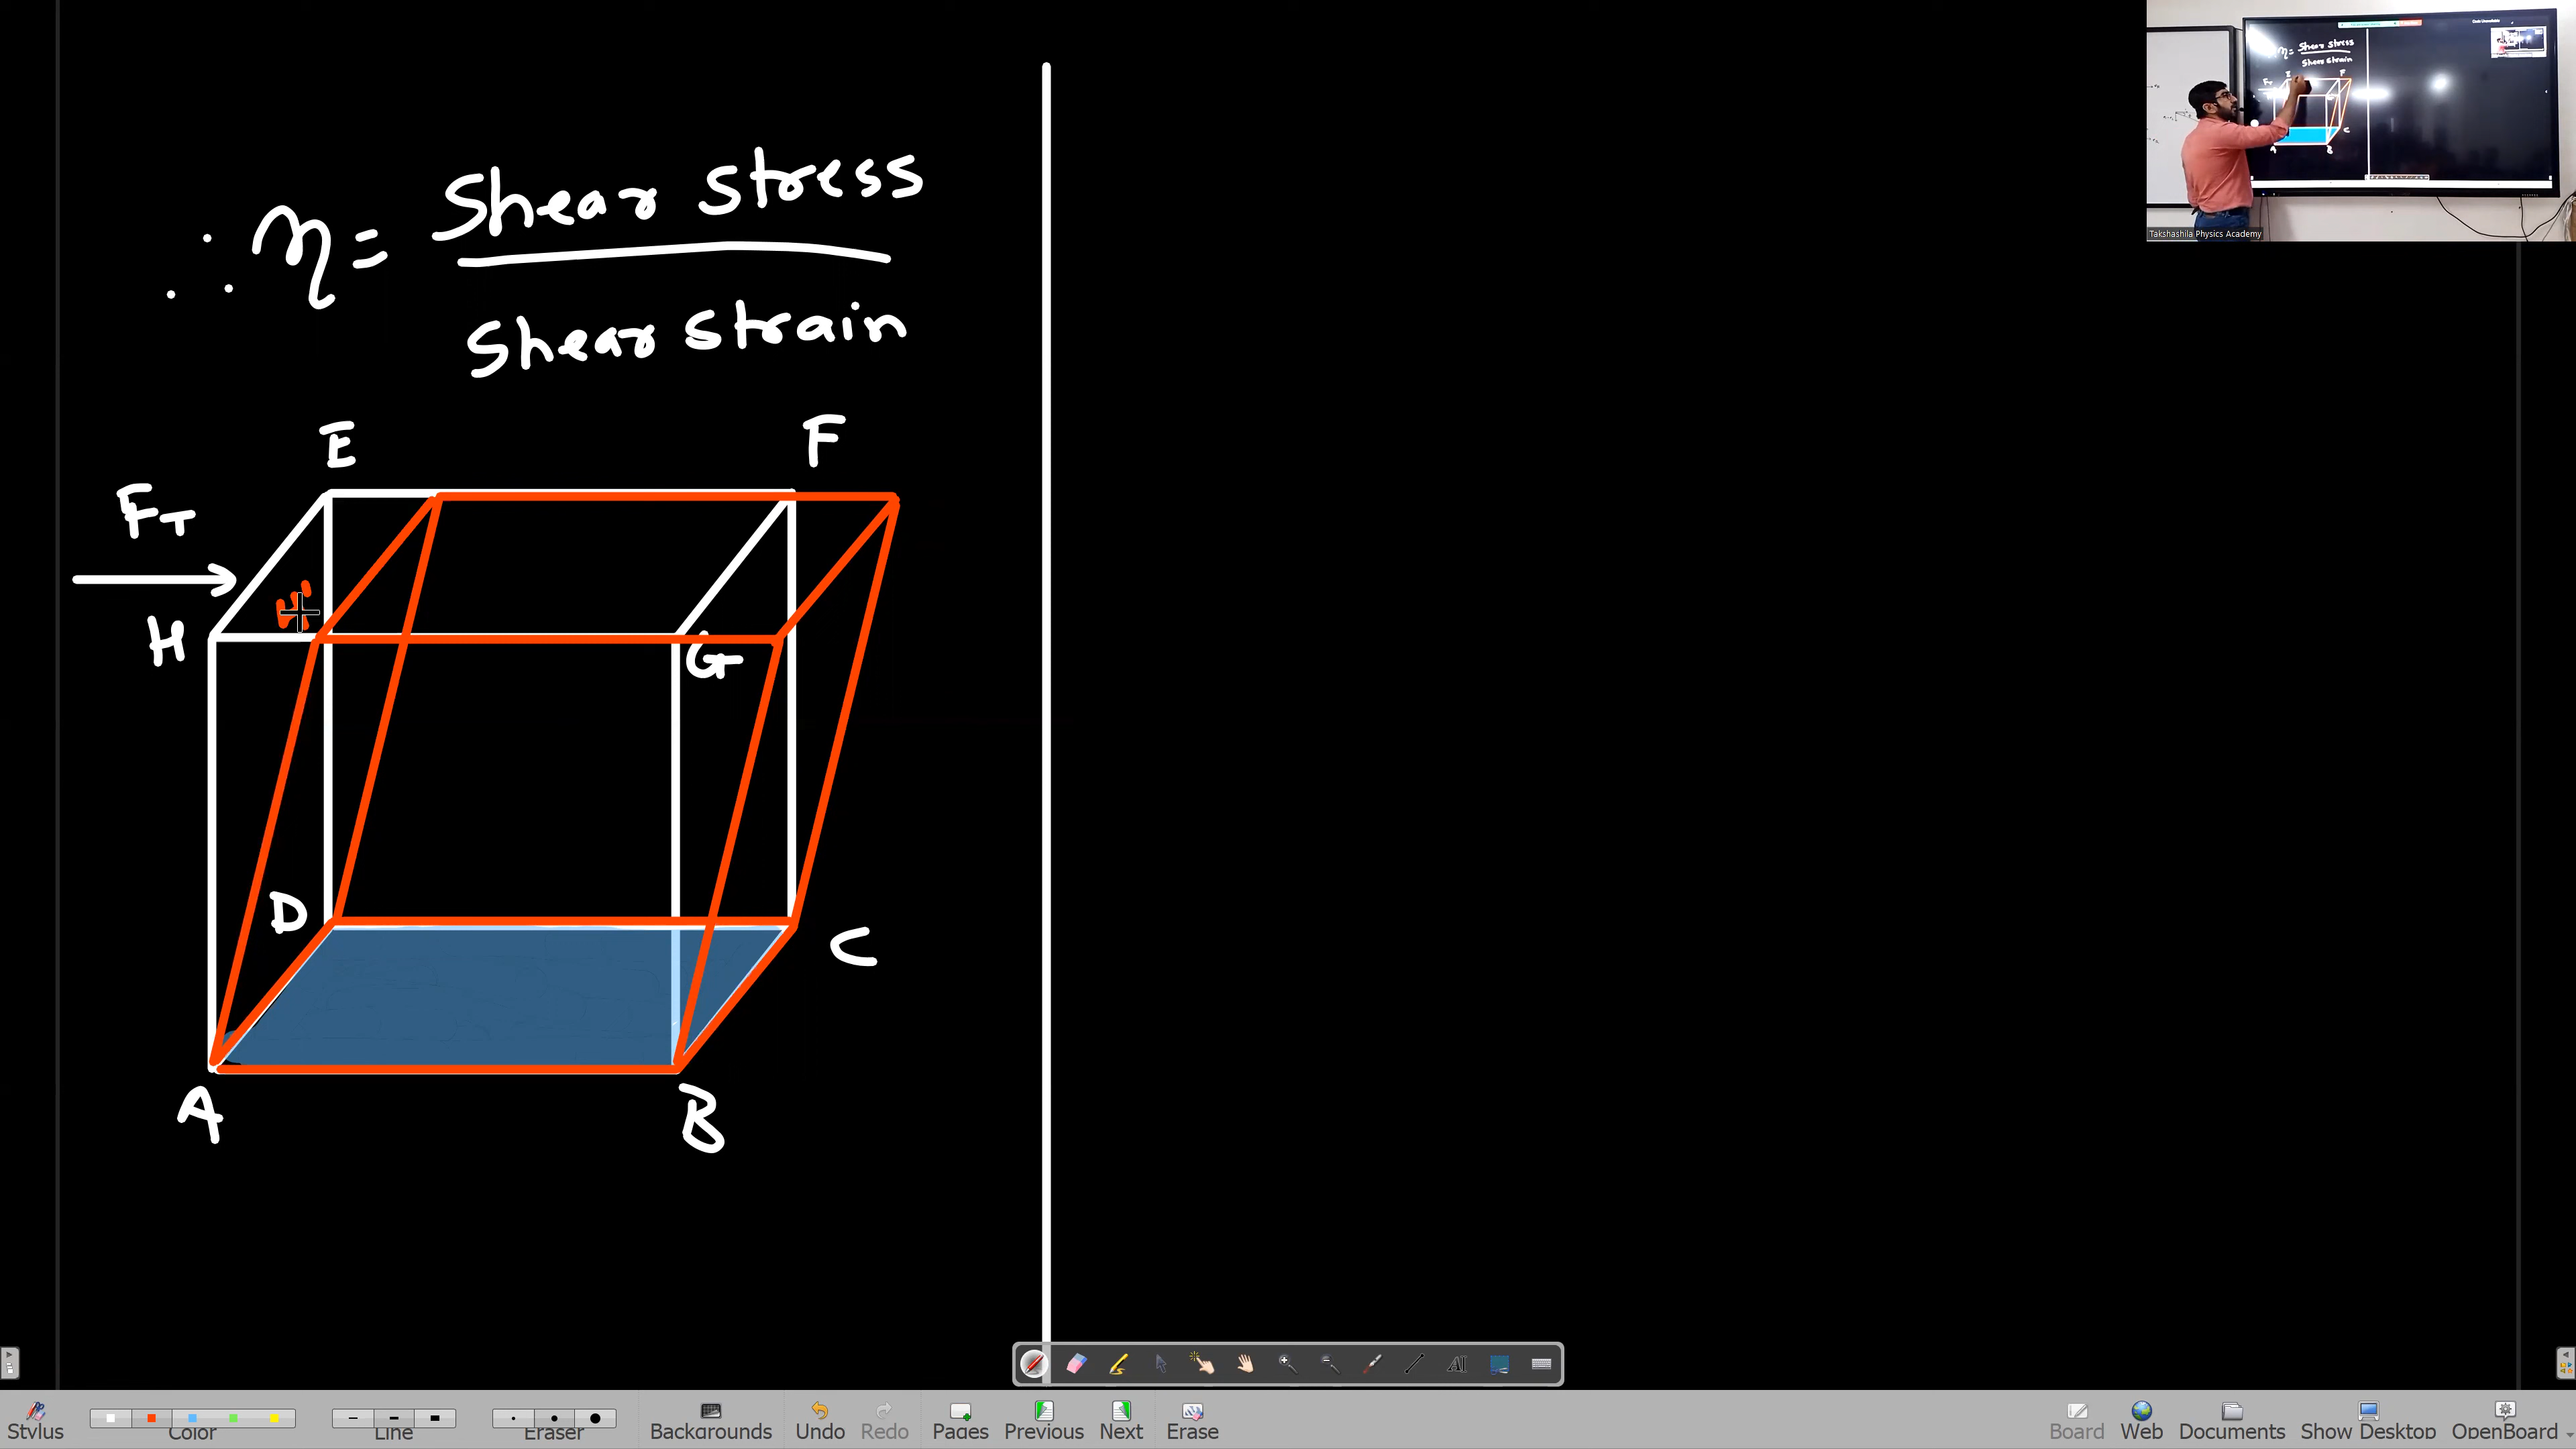 ∴ η = Shear stress
Shear strain
E
F
F_T
H'
H
G
D
C
A
B
Takshashila Physics Academy
Stylus
Color
Line
Eraser
Backgrounds
Undo
Redo
Pages
Previous
Next
Erase
Board
Web
Documents
Show Desktop
OpenBoard